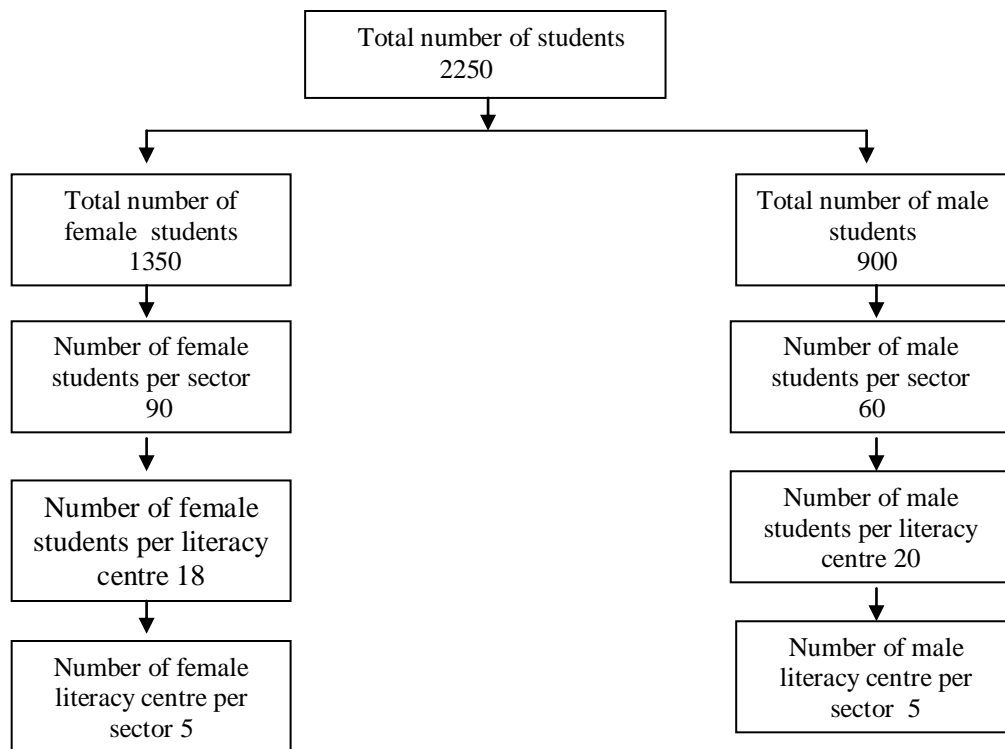 Total number of students
2250
Total number of
female students
1350
Total number of male
students
900
Number of female
students per sector
90
Number of male
students per sector
60
Number of female
students per literacy
centre 18
Number of male
students per literacy
centre 20
Number of female
literacy centre per
sector 5
Number of male
literacy centre per
sector 5